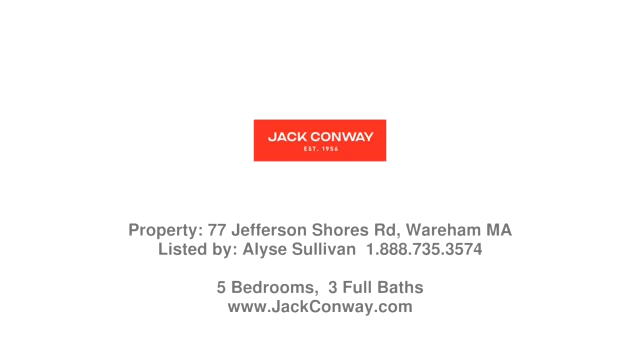 JACK CONWAY
EST. 1956
Property: 77 Jefferson Shores Rd, Wareham MA
Listed by: Alyse Sullivan  1.888.735.3574
5 Bedrooms,  3 Full Baths
www.JackConway.com